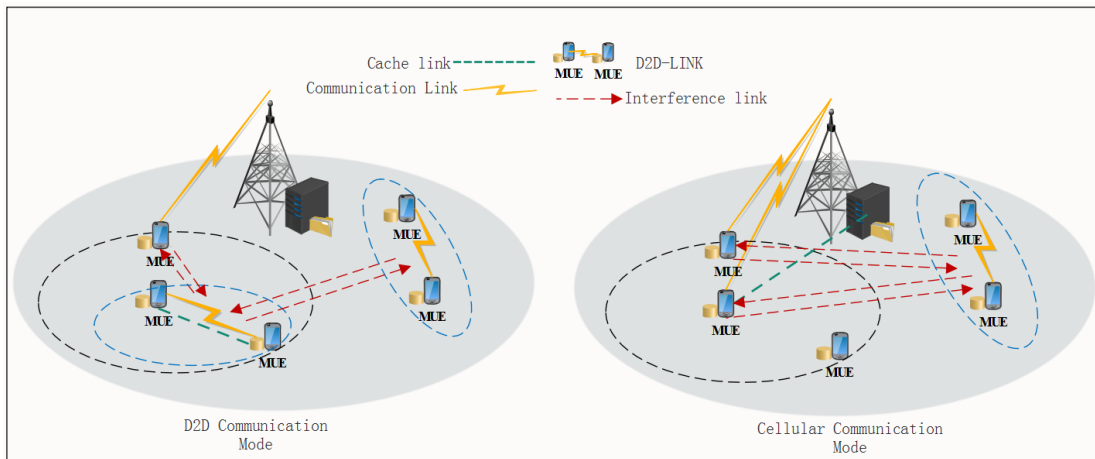 Cache link
MUE MUE
D2D-LINK
Communication Link
Interference link
MUE
MUE
MUE
MUE
MUE
D2D Communication
Mode
MUE
MUE
MUE
MUE
MUE
Cellular Communication
Mode